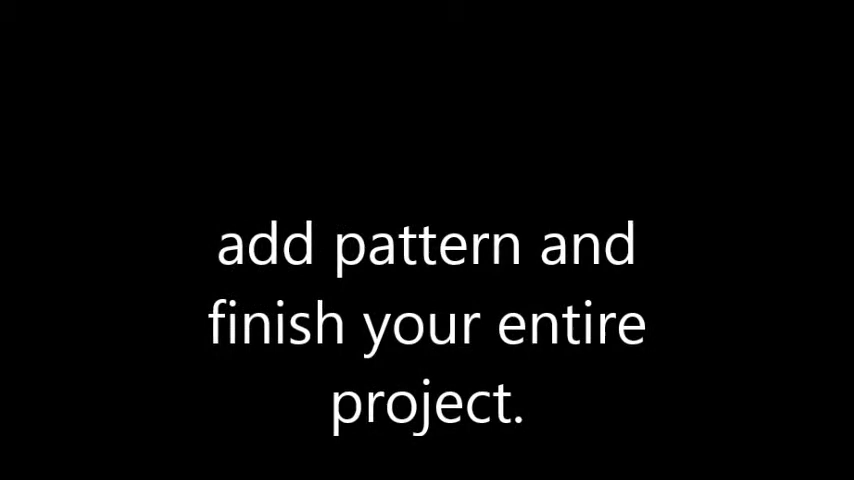 add pattern and
finish your entire
project.